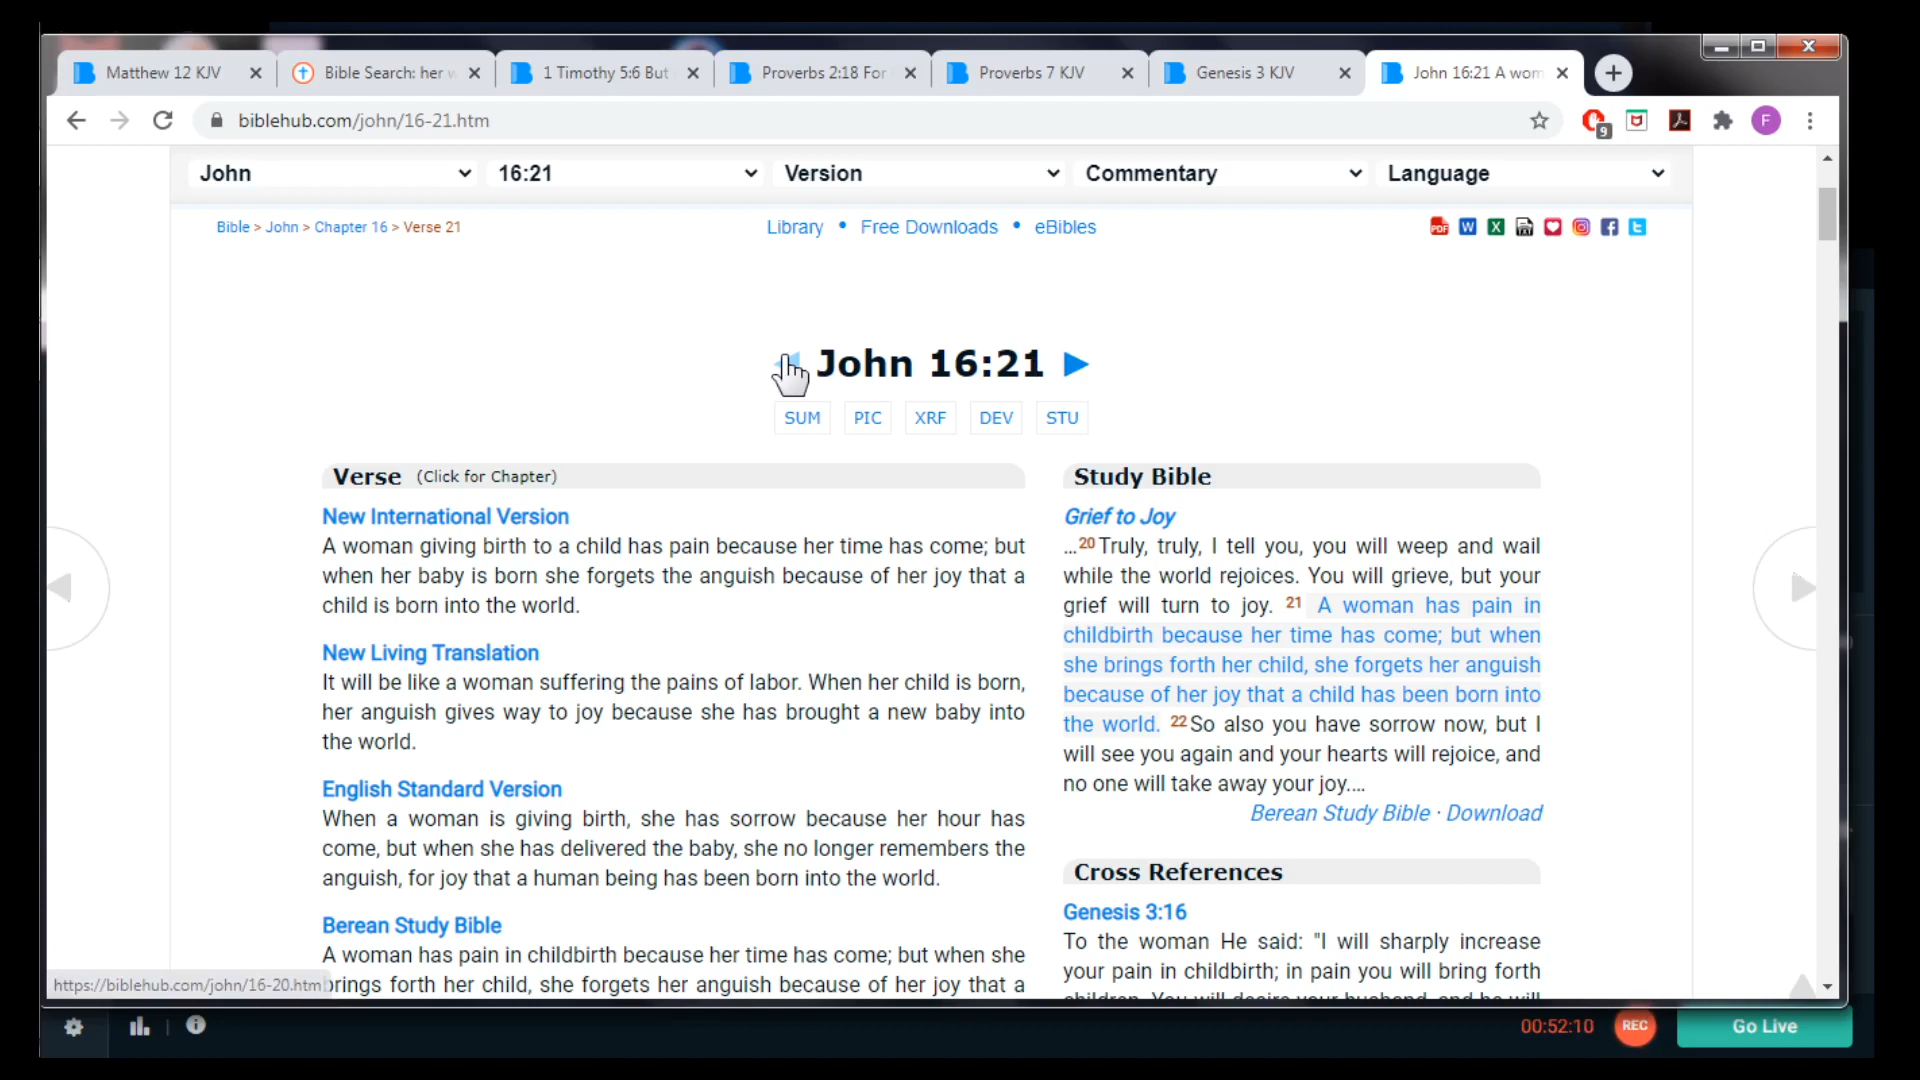 Matthew 12 KJV
Bible Search: her w
1 Timothy 5:6 But
Proverbs 2:18 For
Proverbs 7 KJV
Genesis 3 KJV
John 16:21 A wom
biblehub.com/john/16-21.htm
9
F
John
16:21
Version
Commentary
Language
Bible > John > Chapter 16 > Verse 21
Library • Free Downloads • eBibles
John 16:21
SUM
PIC
XRF
DEV
STU
Verse (Click for Chapter)
New International Version
A woman giving birth to a child has pain because her time has come; but
when her baby is born she forgets the anguish because of her joy that a
child is born into the world.
New Living Translation
It will be like a woman suffering the pains of labor. When her child is born,
her anguish gives way to joy because she has brought a new baby into
the world.
English Standard Version
When a woman is giving birth, she has sorrow because her hour has
come, but when she has delivered the baby, she no longer remembers the
anguish, for joy that a human being has been born into the world.
Berean Study Bible
A woman has pain in childbirth because her time has come; but when she
brings forth her child, she forgets her anguish because of her joy that a
Study Bible
Grief to Joy
…20Truly, truly, I tell you, you will weep and wail
while the world rejoices. You will grieve, but your
grief will turn to joy. 21 A woman has pain in
childbirth because her time has come; but when
she brings forth her child, she forgets her anguish
because of her joy that a child has been born into
the world. 22So also you have sorrow now, but I
will see you again and your hearts will rejoice, and
no one will take away your joy.…
Berean Study Bible · Download
Cross References
Genesis 3:16
To the woman He said: "I will sharply increase
your pain in childbirth; in pain you will bring forth
children. You will desire your husband, and he will
https://biblehub.com/john/16-20.htm
00:52:10
REC
Go Live